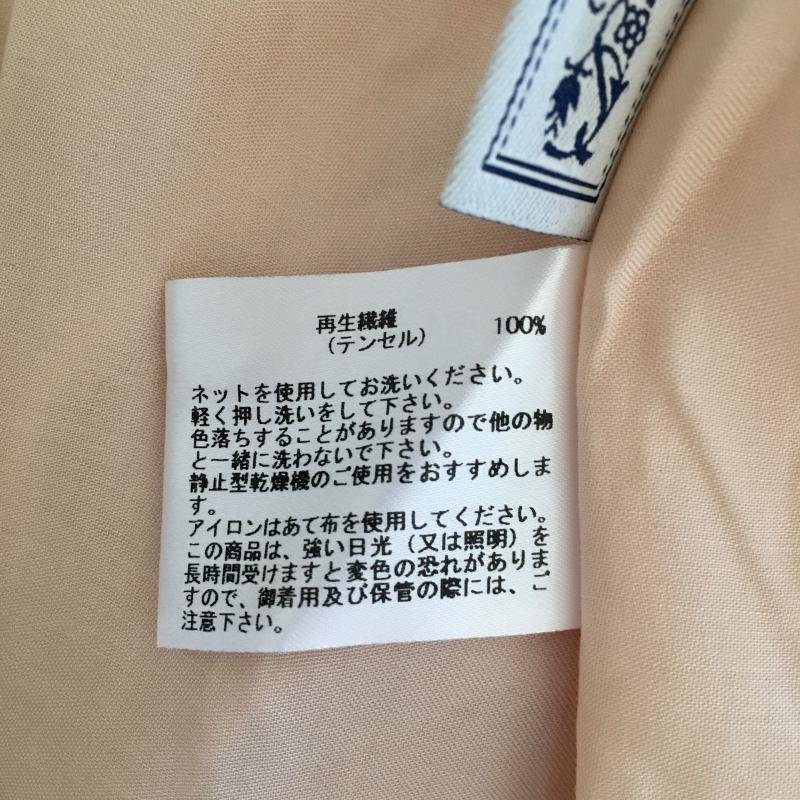 再生繊維 100%
（テンセル）
ネットを使用してお洗いください。
軽く押し洗いをして下さい。
色落ちすることがありますので他の物
と一緒に洗わないで下さい。
静止型乾燥機のご使用をおすすめしま
す。
アイロンはあて布を使用してください。
この商品は、強い日光（又は照明）を
長時間受けますと変色の恐れがありま
すので、御着用及び保管の際には、ご
注意下さい。